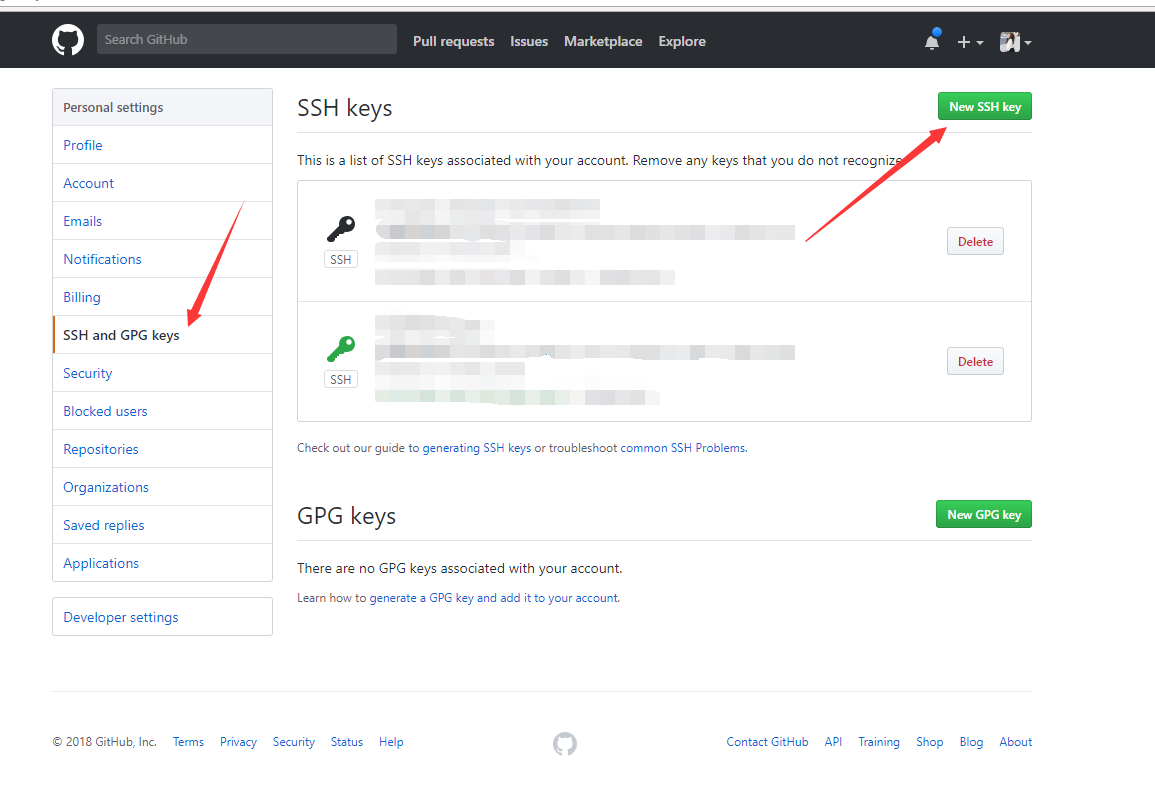 Search GitHub
Pull requests Issues Marketplace Explore
Personal settings
Profile
Account
Emails
Notifications
Billing
SSH and GPG keys
Security
Blocked users
Repositories
Organizations
Saved replies
Applications
Developer settings
SSH keys
New SSH key
This is a list of SSH keys associated with your account. Remove any keys that you do not recognize
SSH
Delete
SSH
Delete
Check out our guide to generating SSH keys or troubleshoot common SSH Problems.
GPG keys
New GPG key
There are no GPG keys associated with your account.
Learn how to generate a GPG key and add it to your account.
© 2018 GitHub, Inc. Terms Privacy Security Status Help
Contact GitHub API Training Shop Blog About